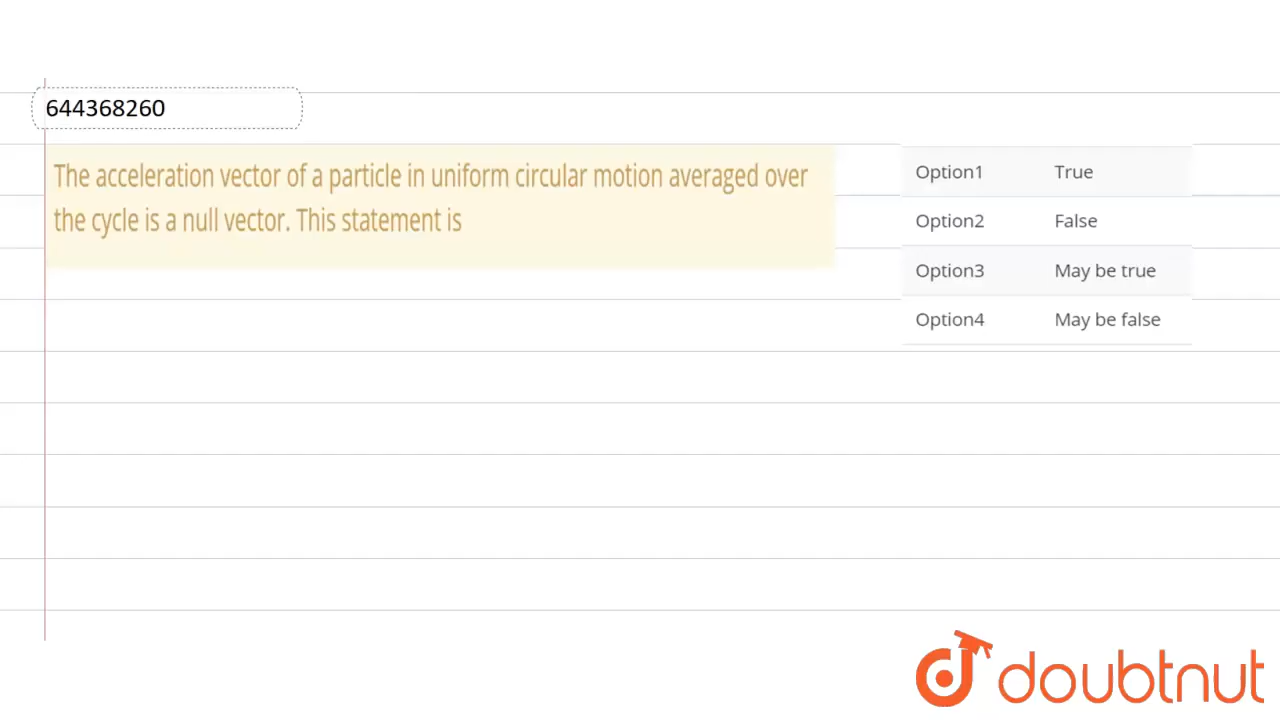 644368260
The acceleration vector of a particle in uniform circular motion averaged over
the cycle is a null vector. This statement is
Option1 True
Option2 False
Option3 May be true
Option4 May be false
doubtnut